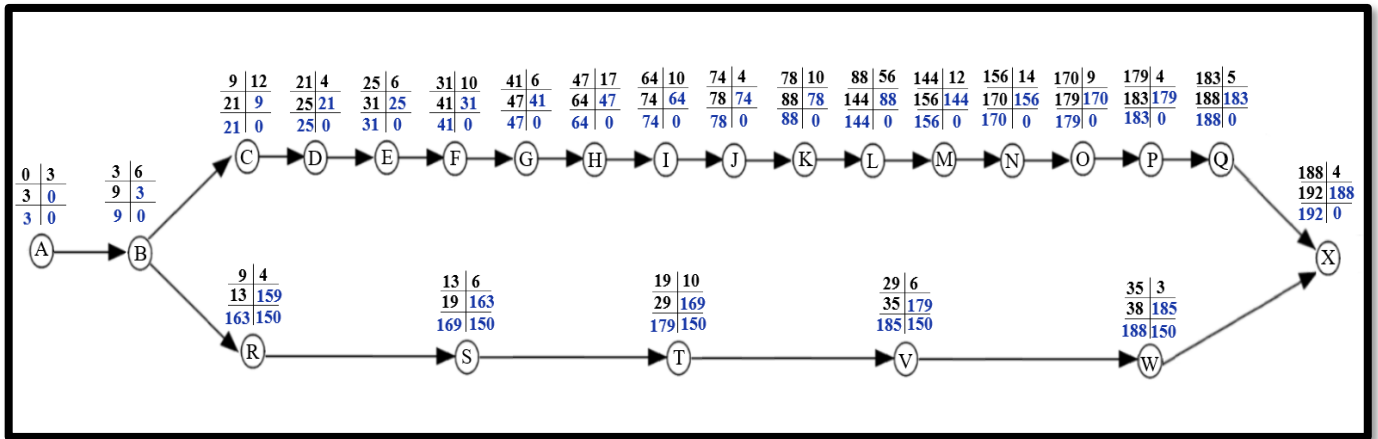 9 12 21 4 25 6 31 10 41 6 47 17 64 10 74 4 78 10 88 56 144 12 156 14 170 9 179 4 183 5
21 9 25 21 31 25 41 31 47 41 64 47 74 64 78 74 88 78 144 88 156 144 170 156 179 170 183 179 188 183
21 0 25 0 31 0 41 0 47 0 64 0 74 0 78 0 88 0 144 0 156 0 170 0 179 0 183 0 188 0
C D E F G H I J K L M N O P Q
0 3 3 6 188 4
3 0 9 3 192 188
3 0 9 0 192 0
A B X
9 4 13 6 19 10 29 6 35 3
13 159 19 163 29 169 35 179 38 185
163 150 169 150 179 150 185 150 188 150
R S T V W